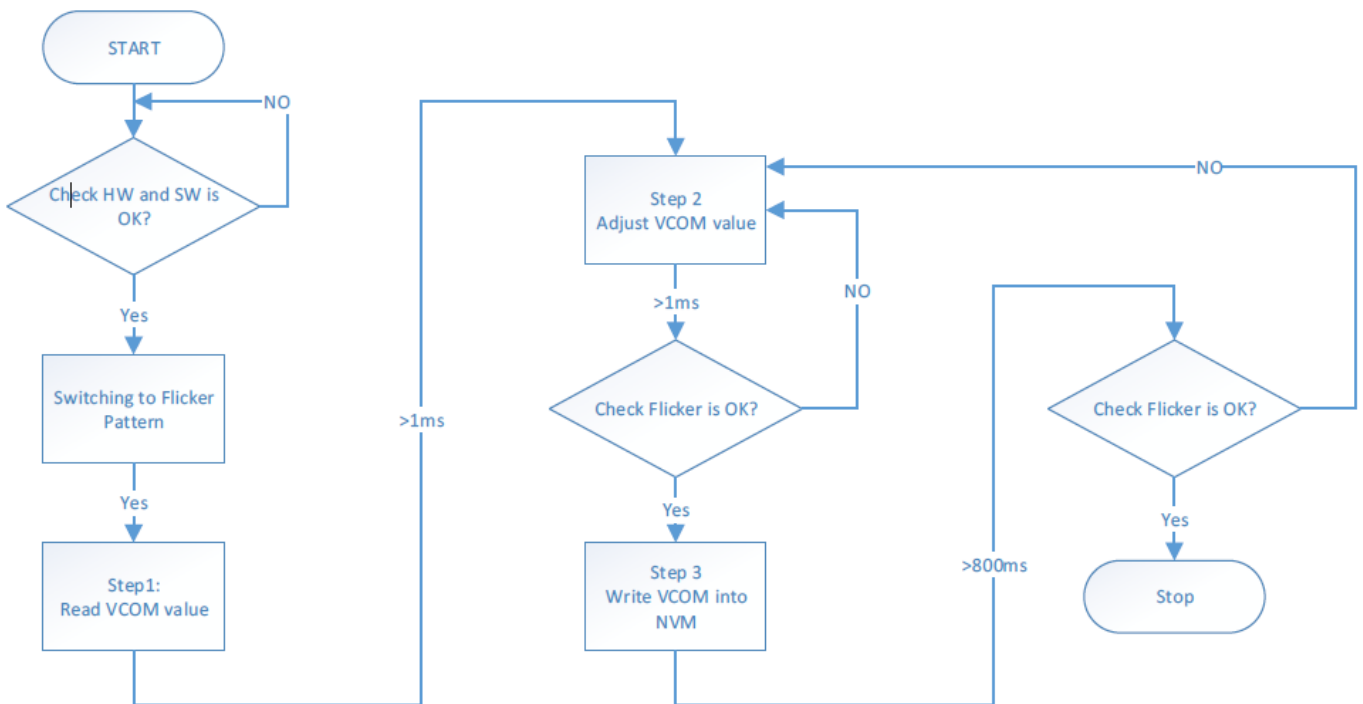 START
NO
Check HW and SW is
OK?
Yes
Switching to Flicker
Pattern
Yes
Step1:
Read VCOM value
>1ms
Step 2
Adjust VCOM value
>1ms
NO
Check Flicker is OK?
Yes
Step 3
Write VCOM into
NVM
>800ms
NO
Check Flicker is OK?
Yes
Stop